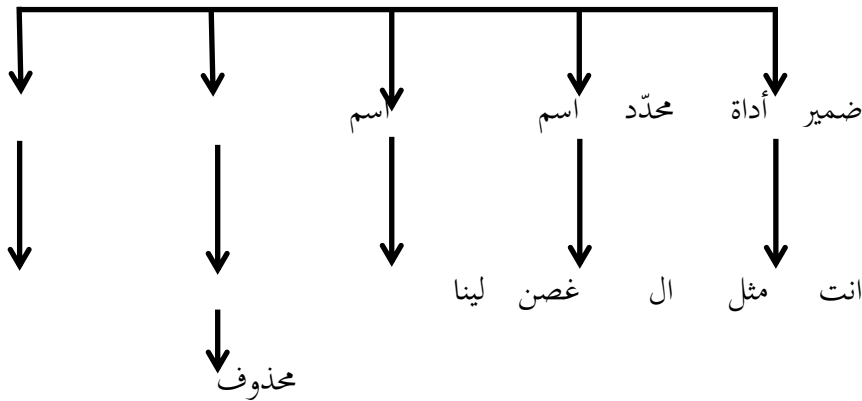 ضمير أداة محدّد اسم اسم
انت مثل ال غصن لينا
محذوف